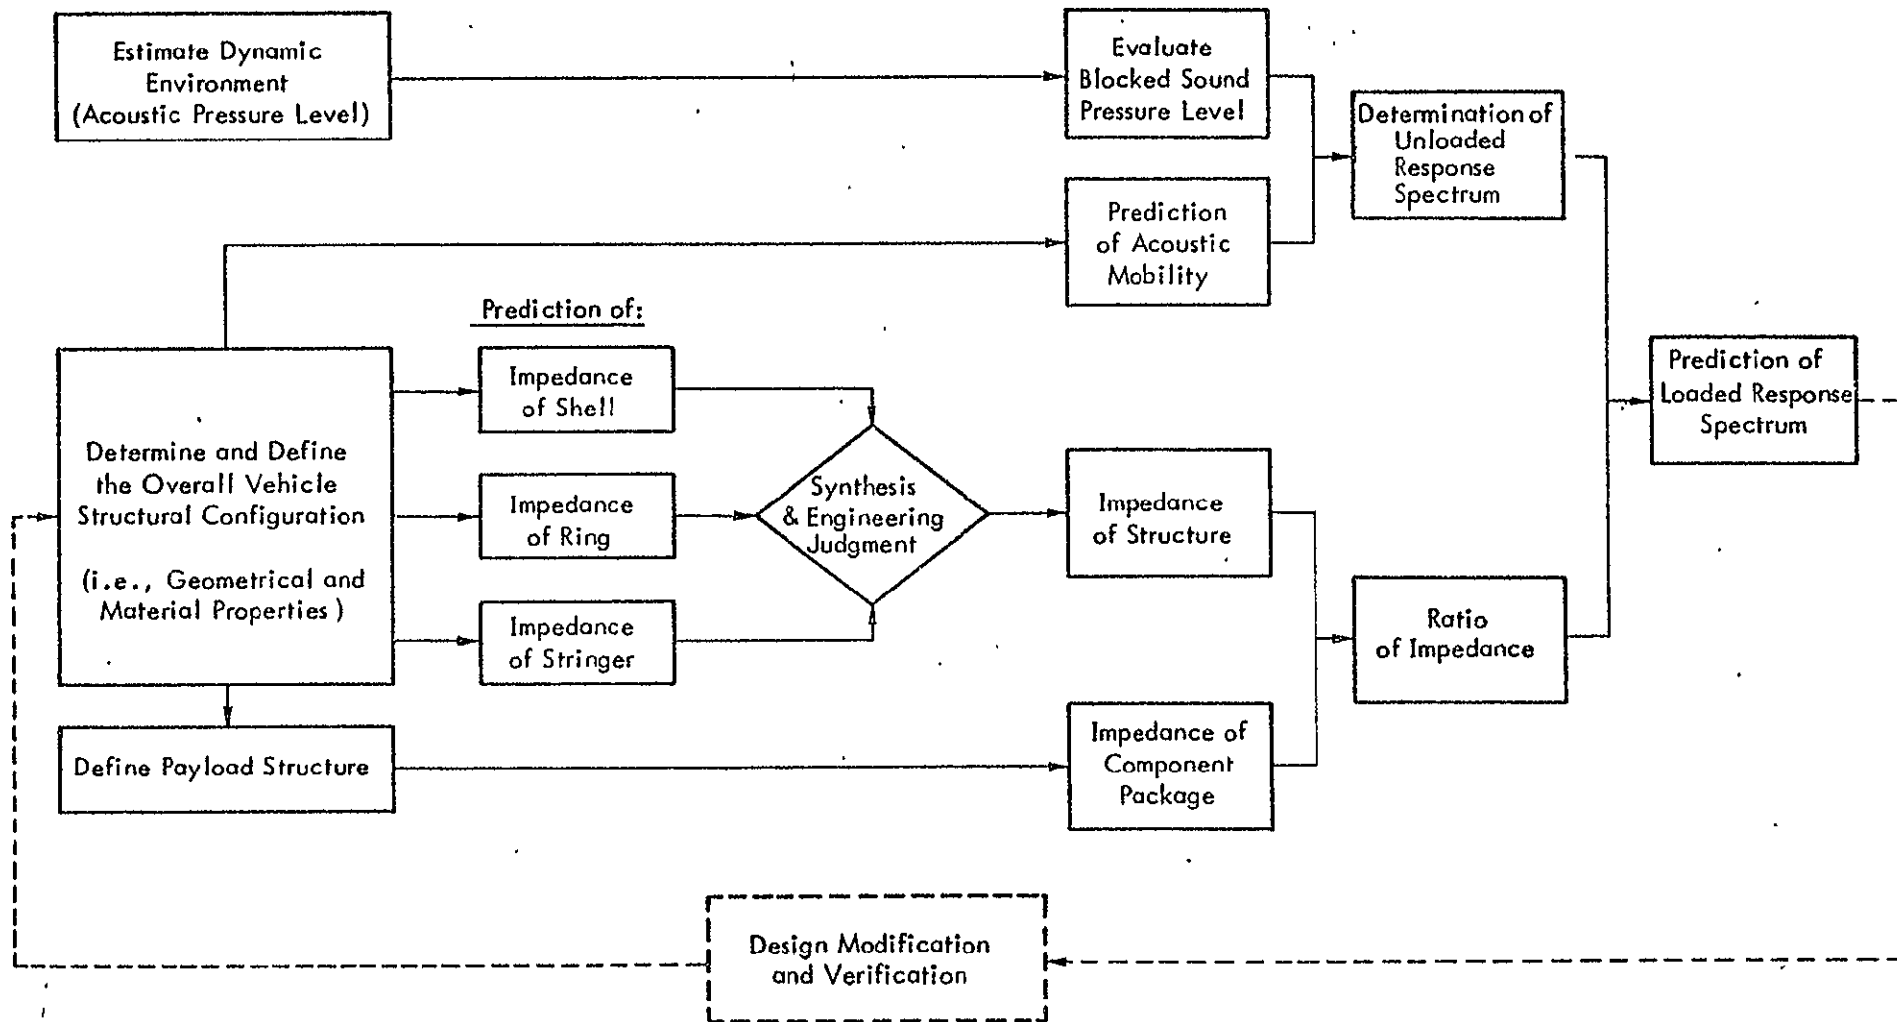 Estimate Dynamic
Environment
(Acoustic Pressure Level)
Evaluate
Blocked Sound
Pressure Level
Determination of
Unloaded
Response
Spectrum
Prediction
of Acoustic
Mobility
Prediction of:
Impedance
of Shell
Determine and Define
the Overall Vehicle
Structural Configuration
(i.e., Geometrical and
Material Properties)
Impedance
of Ring
Impedance
of Stringer
Synthesis
& Engineering
Judgment
Impedance
of Structure
Prediction of
Loaded Response
Spectrum
Ratio
of Impedance
Define Payload Structure
Impedance of
Component
Package
Design Modification
and Verification